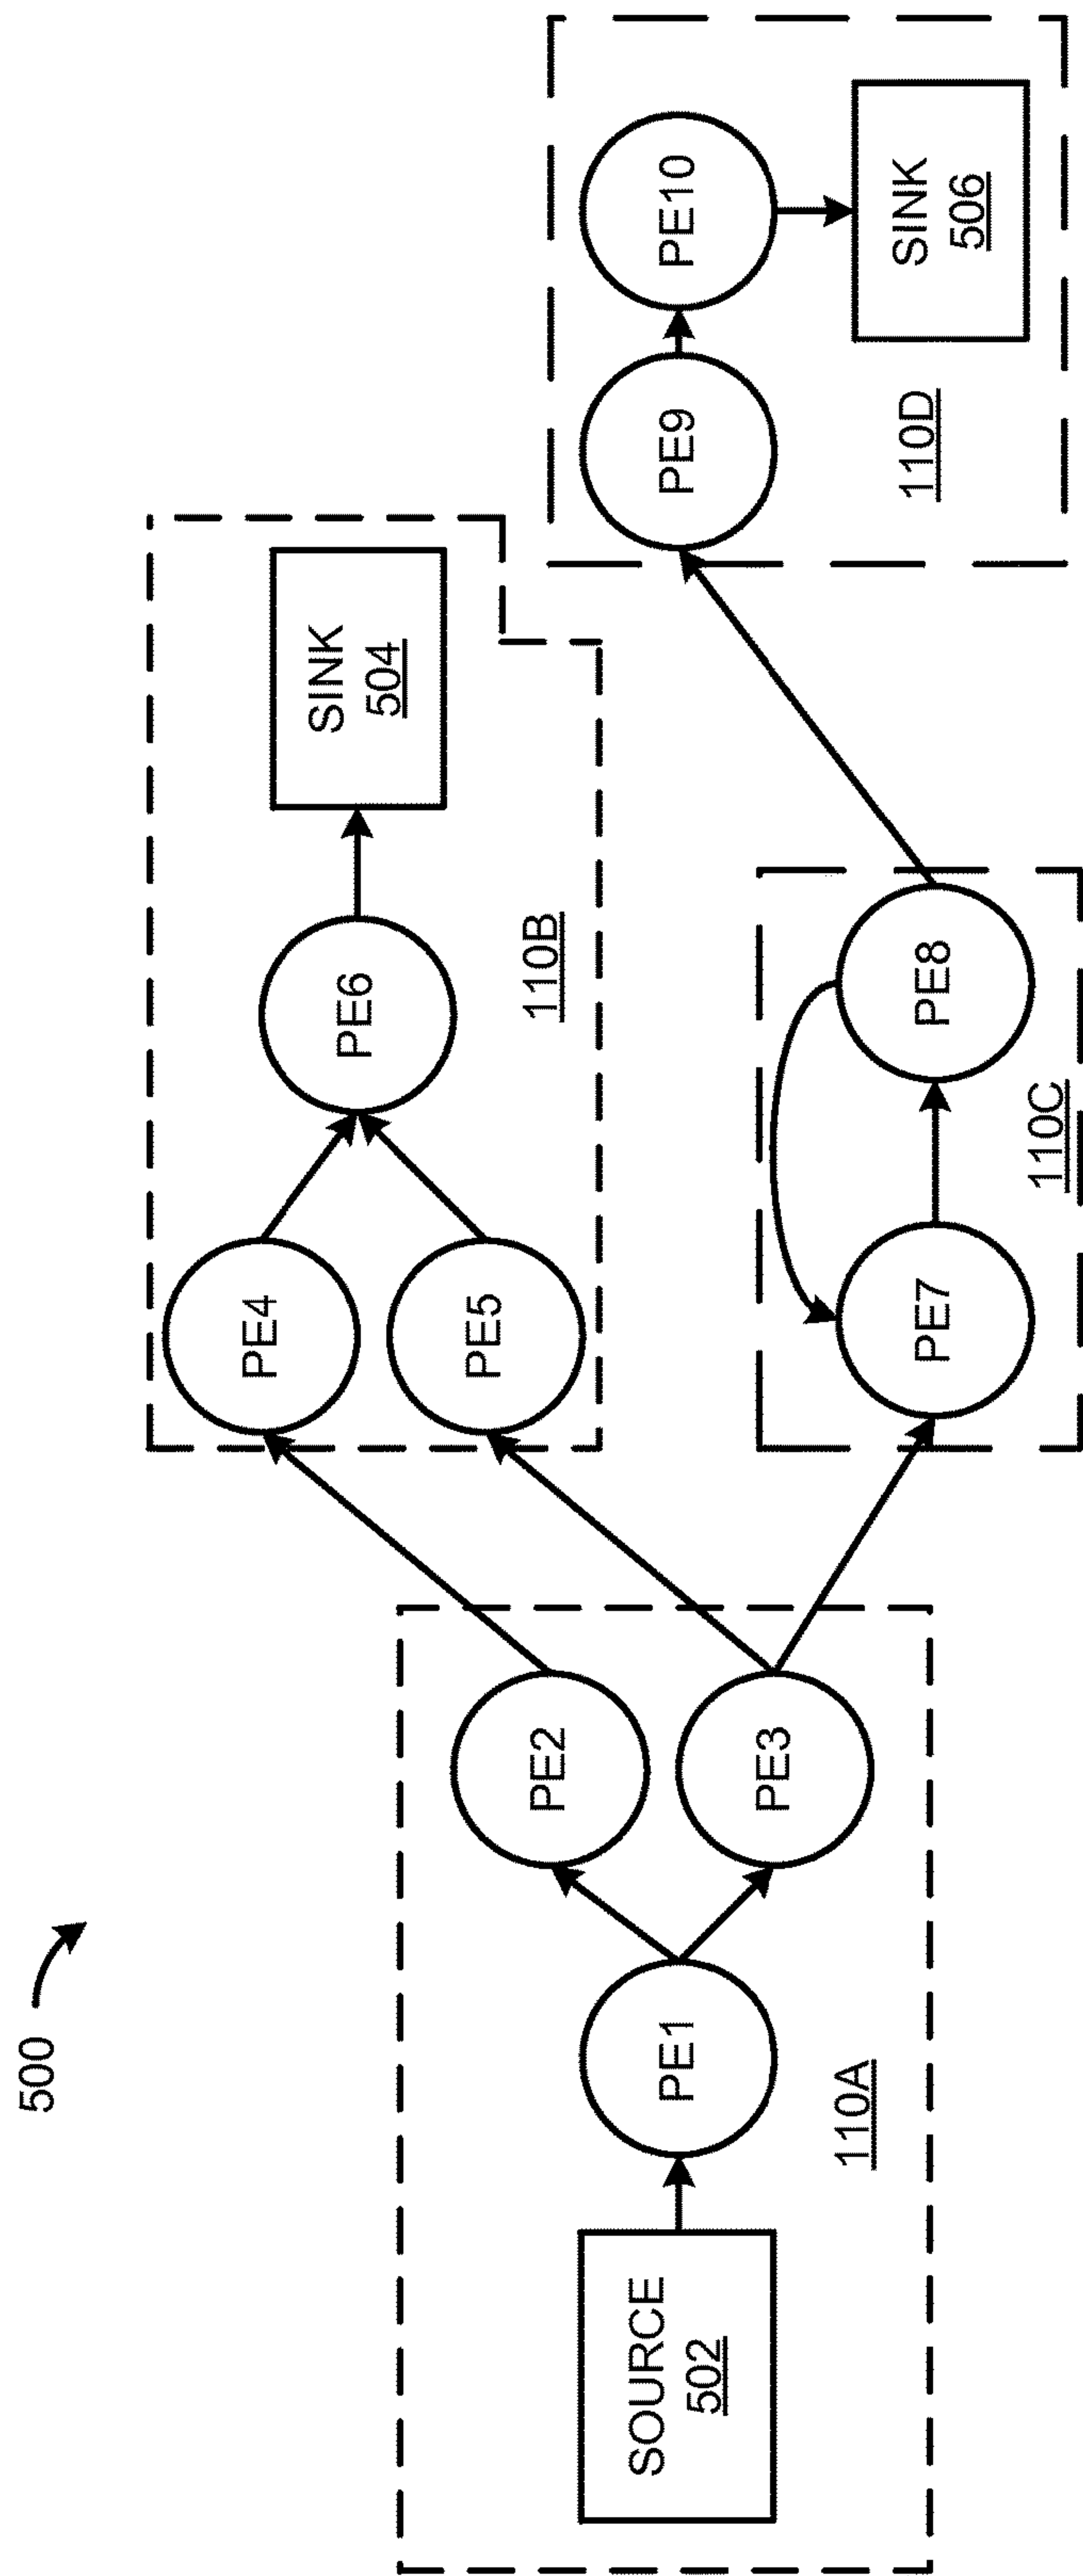 500
SOURCE
502
PE1
PE2
PE3
110A
PE4
PE5
PE6
SINK
504
110B
PE7
PE8
110C
PE9
PE10
SINK
506
110D